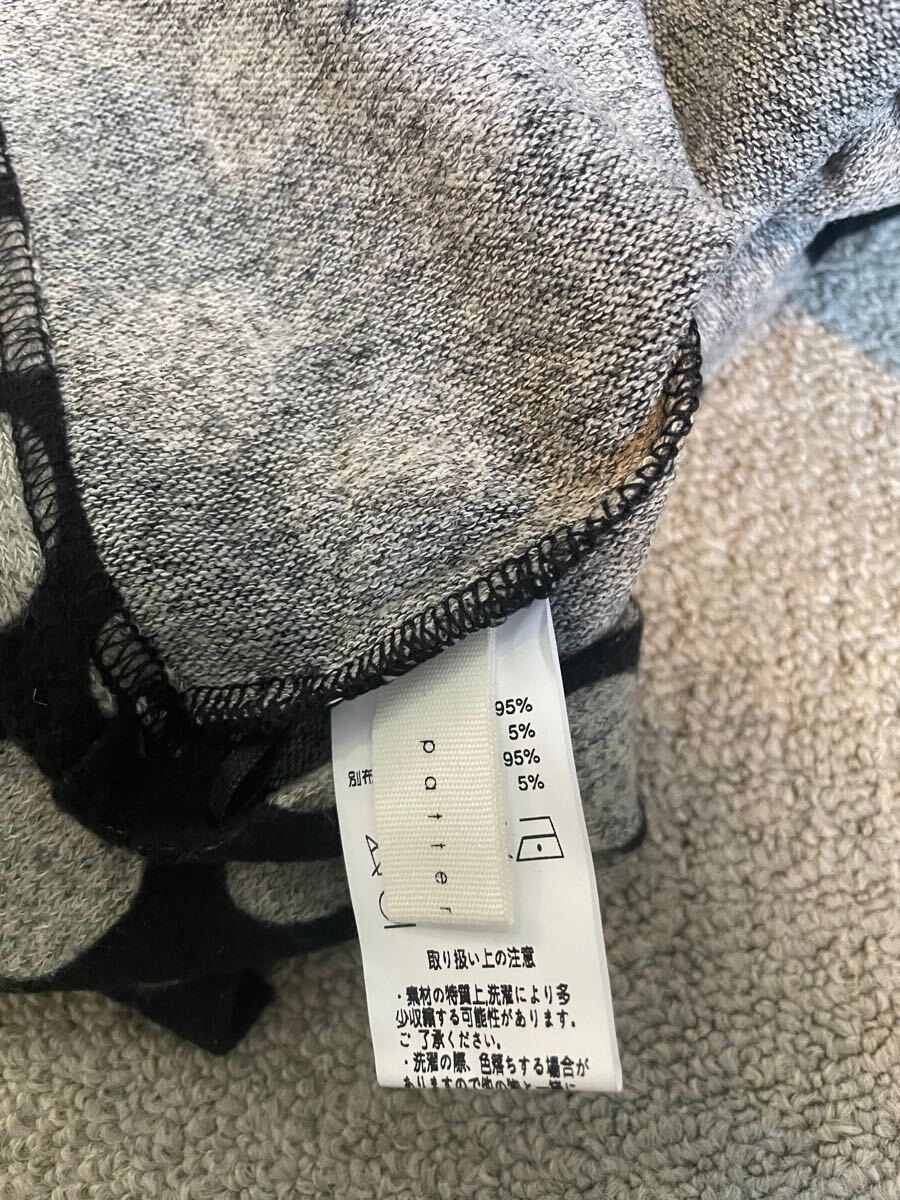 95%
5%
95%
別布 5%
patter
取り扱い上の注意
・素材の特質上,洗濯により多
少収縮する可能性があります.
ご了承ください.
・洗濯の際、色落ちする場合が
ありますので他の物と一緒に